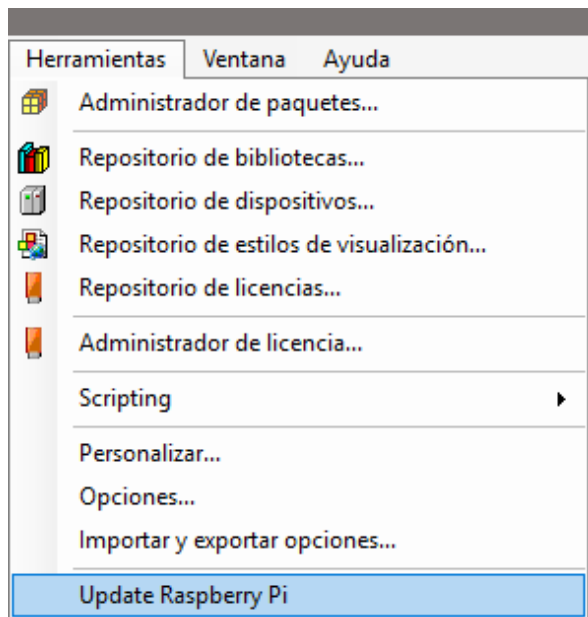 Herramientas Ventana Ayuda
Administrador de paquetes...
Repositorio de bibliotecas...
Repositorio de dispositivos...
Repositorio de estilos de visualización...
Repositorio de licencias...
Administrador de licencia...
Scripting
Personalizar...
Opciones...
Importar y exportar opciones...
Update Raspberry Pi